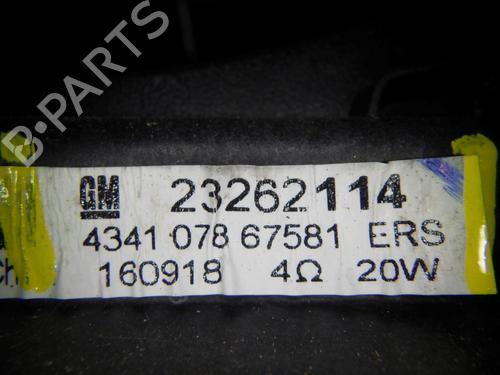 B-PARTS
GM 23262114
4341 078 67581 ERS
160918 4Ω 20W